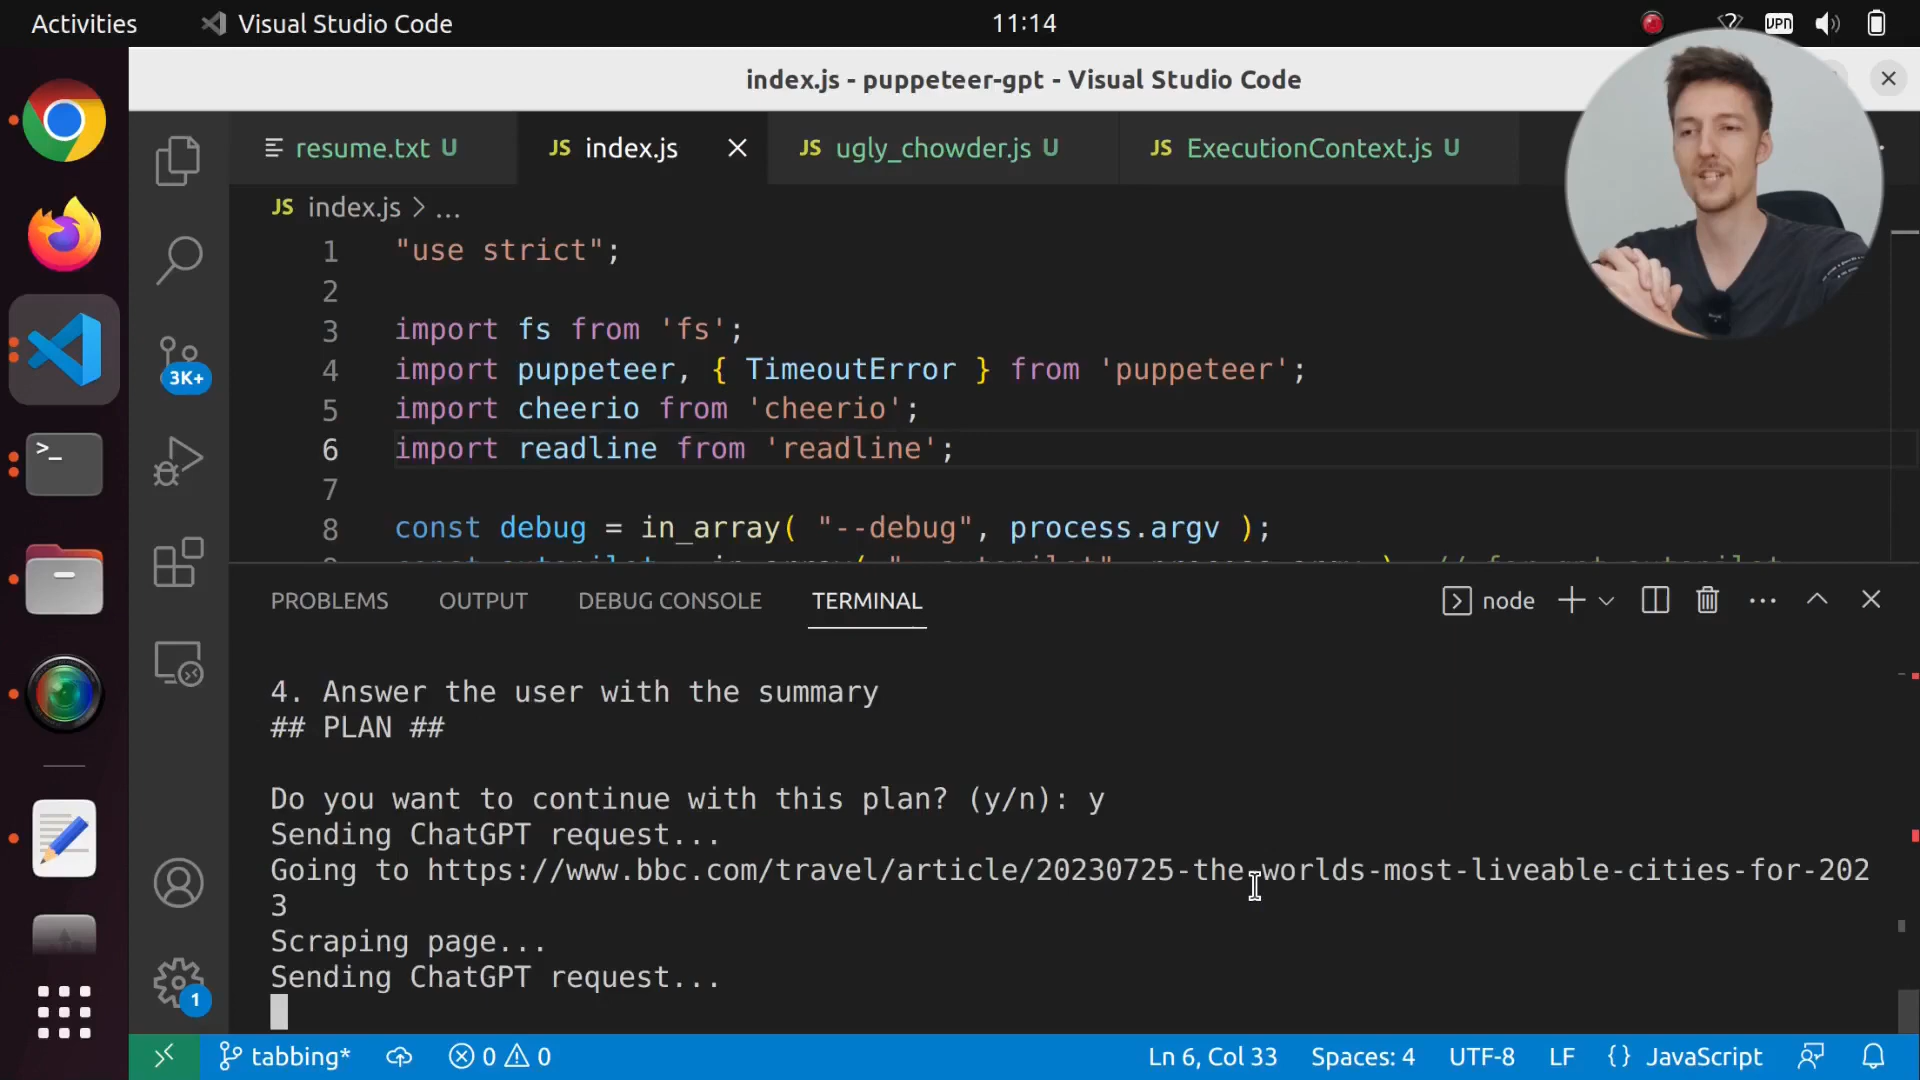 Activities
Visual Studio Code
11:14
VPN
index.js - puppeteer-gpt - Visual Studio Code
resume.txt U
JS index.js
JS ugly_chowder.js U
JS ExecutionContext.js U
JS index.js > ...
1 "use strict";
2
3 import fs from 'fs';
4 import puppeteer, { TimeoutError } from 'puppeteer';
5 import cheerio from 'cheerio';
6 import readline from 'readline';
7
8 const debug = in_array( "--debug", process.argv );
3K+
PROBLEMS
OUTPUT
DEBUG CONSOLE
TERMINAL
node
4. Answer the user with the summary
## PLAN ##
Do you want to continue with this plan? (y/n): y
Sending ChatGPT request...
Going to https://www.bbc.com/travel/article/20230725-the-worlds-most-liveable-cities-for-202
3
Scraping page...
Sending ChatGPT request...
1
tabbing*
0
0
Ln 6, Col 33
Spaces: 4
UTF-8
LF
{ } JavaScript